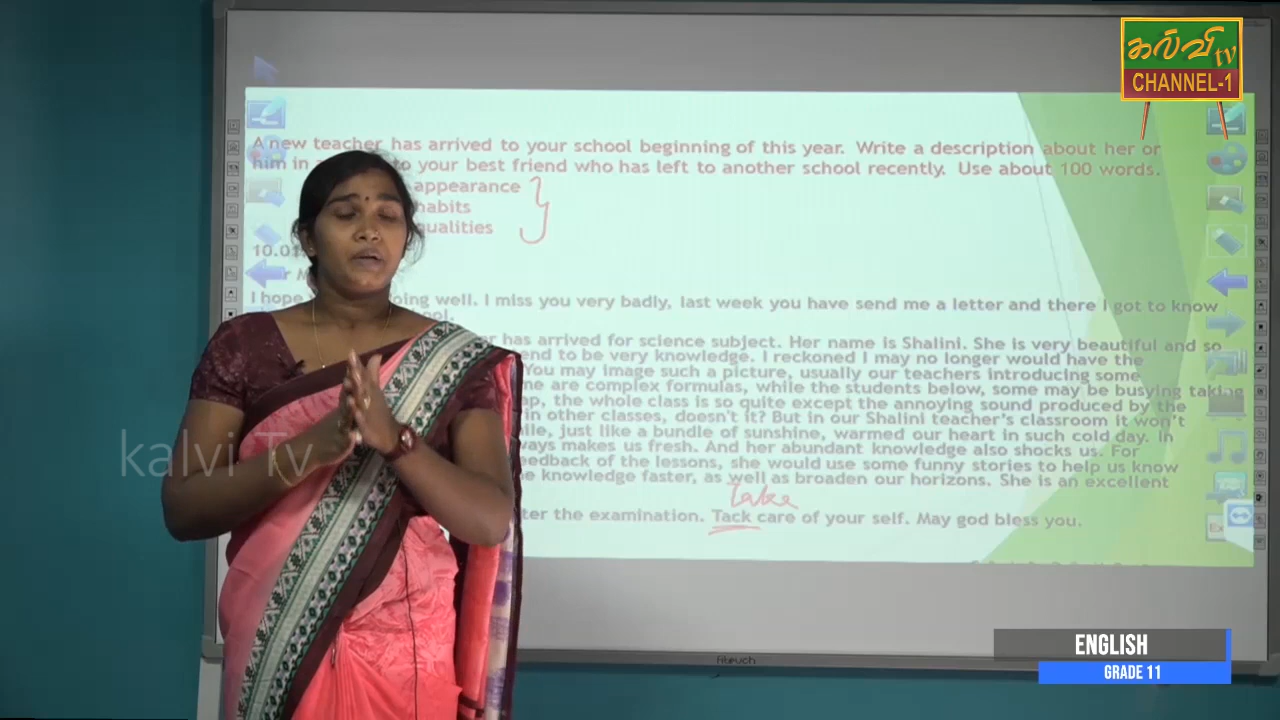 கல்வி tv
CHANNEL-1
A new teacher has arrived to your school beginning of this year. Write a description about her or
him in to your best friend who has left to another school recently. Use about 100 words.
appearance
habits
qualities
10.01
I hope oing well. I miss you very badly, last week you have send me a letter and there I got to know
has arrived for science subject. Her name is Shalini. She is very beautiful and so
end to be very knowledge. I reckoned I may no longer would have the
You may image such a picture, usually our teachers introducing some
me are complex formulas, while the students below, some may be busying taking
ap, the whole class is so quite except the annoying sound produced by the
in other classes, doesn't it? But in our Shalini teacher's classroom it won't
ile, just like a bundle of sunshine, warmed our heart in such cold day. In
ways makes us fresh. And her abundant knowledge also shocks us. For
eedback of the lessons, she would use some funny stories to help us know
e knowledge faster, as well as broaden our horizons. She is an excellent
take
ter the examination. Tack care of your self. May god bless you.
kalvi Tv
ENGLISH
GRADE 11